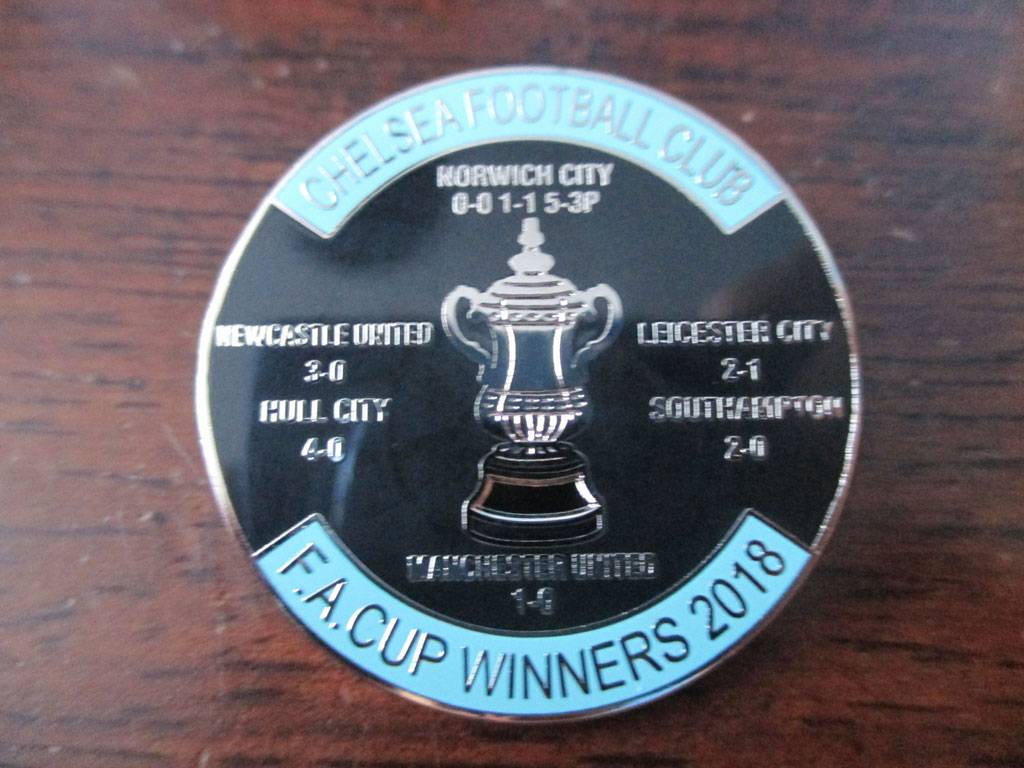 CHELSEA FOOTBALL CLUB
NORWICH CITY
0-0 1-1 5-3P
NEWCASTLE UNITED
3-0
LEICESTER CITY
2-1
HULL CITY
4-0
SOUTHAMPTON
2-0
MANCHESTER UNITED
1-0
F.A. CUP WINNERS 2018